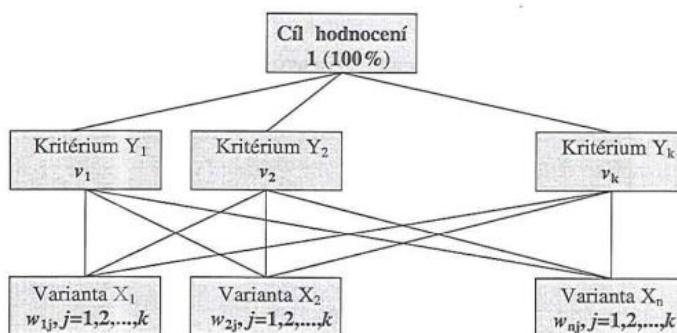 Cíl hodnocení
1 (100%)
Kritérium Y₁
v₁
Kritérium Y₂
v₂
Kritérium Yₖ
vₖ
Varianta X₁
w₁ⱼ, j=1,2,...,k
Varianta X₂
w₂ⱼ, j=1,2,...,k
Varianta Xₙ
wₙⱼ, j=1,2,...,k